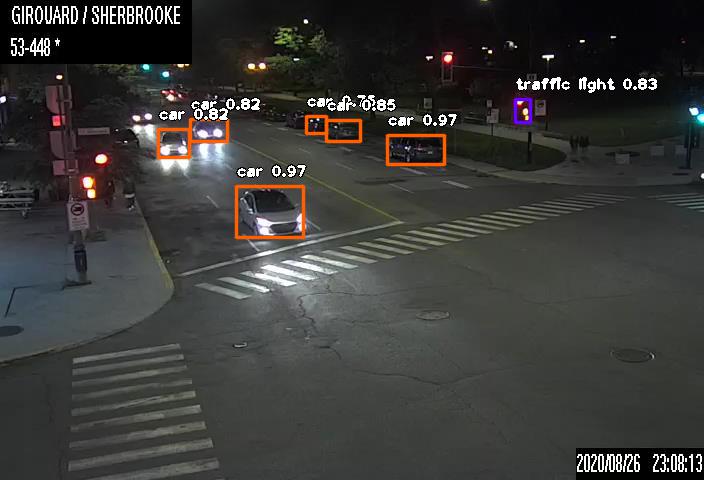 GIROUARD / SHERBROOKE
53-448 *
traffic light 0.83
car 0.82
car 0.85
car 0.82
car 0.97
car 0.97
2020/08/26 23:08:13